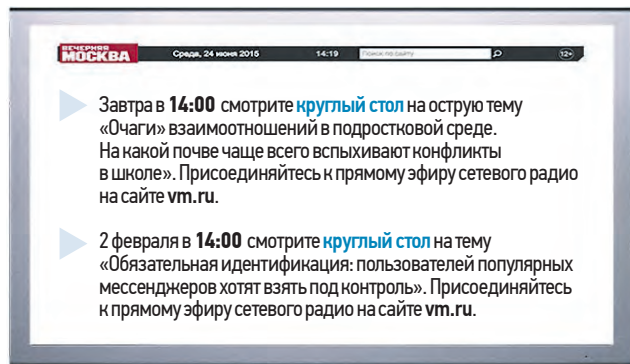 ВЕЧЕРНЯЯ
МОСКВА Среда, 24 июня 2015 14:19 Поиск по сайту 12+
Завтра в 14:00 смотрите круглый стол на острую тему
«Очаги» взаимоотношений в подростковой среде.
На какой почве чаще всего вспыхивают конфликты
в школе». Присоединяйтесь к прямому эфиру сетевого радио
на сайте vm.ru.
2 февраля в 14:00 смотрите круглый стол на тему
«Обязательная идентификация: пользователей популярных
мессенджеров хотят взять под контроль». Присоединяйтесь
к прямому эфиру сетевого радио на сайте vm.ru.